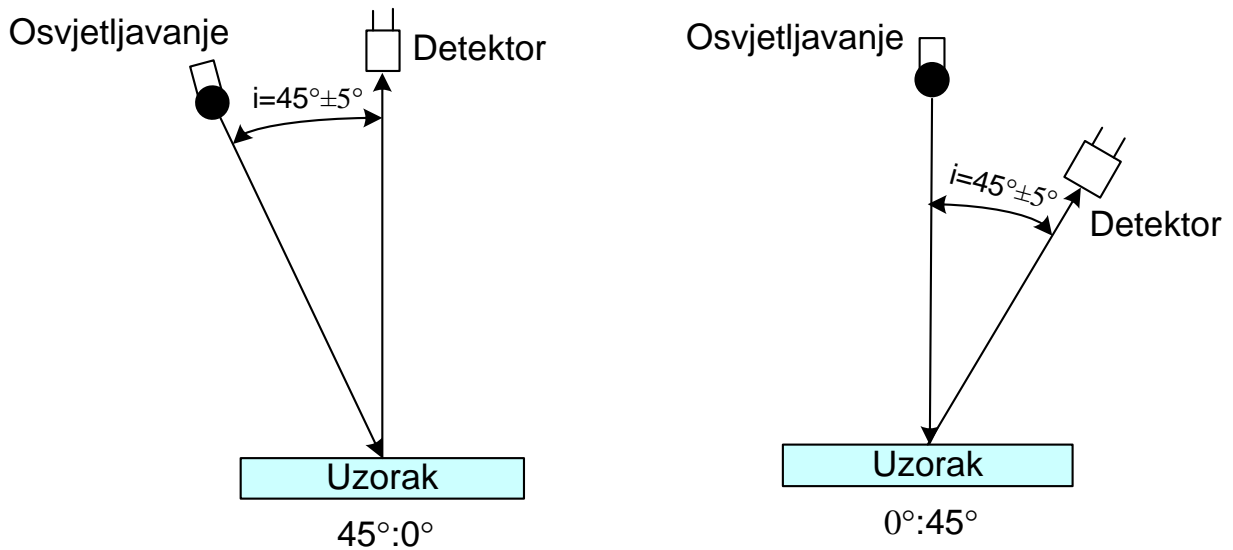 Osvjetljavanje
Detektor
i=45°±5°
Uzorak
45°:0°
Osvjetljavanje
i=45°±5°
Detektor
Uzorak
0°:45°